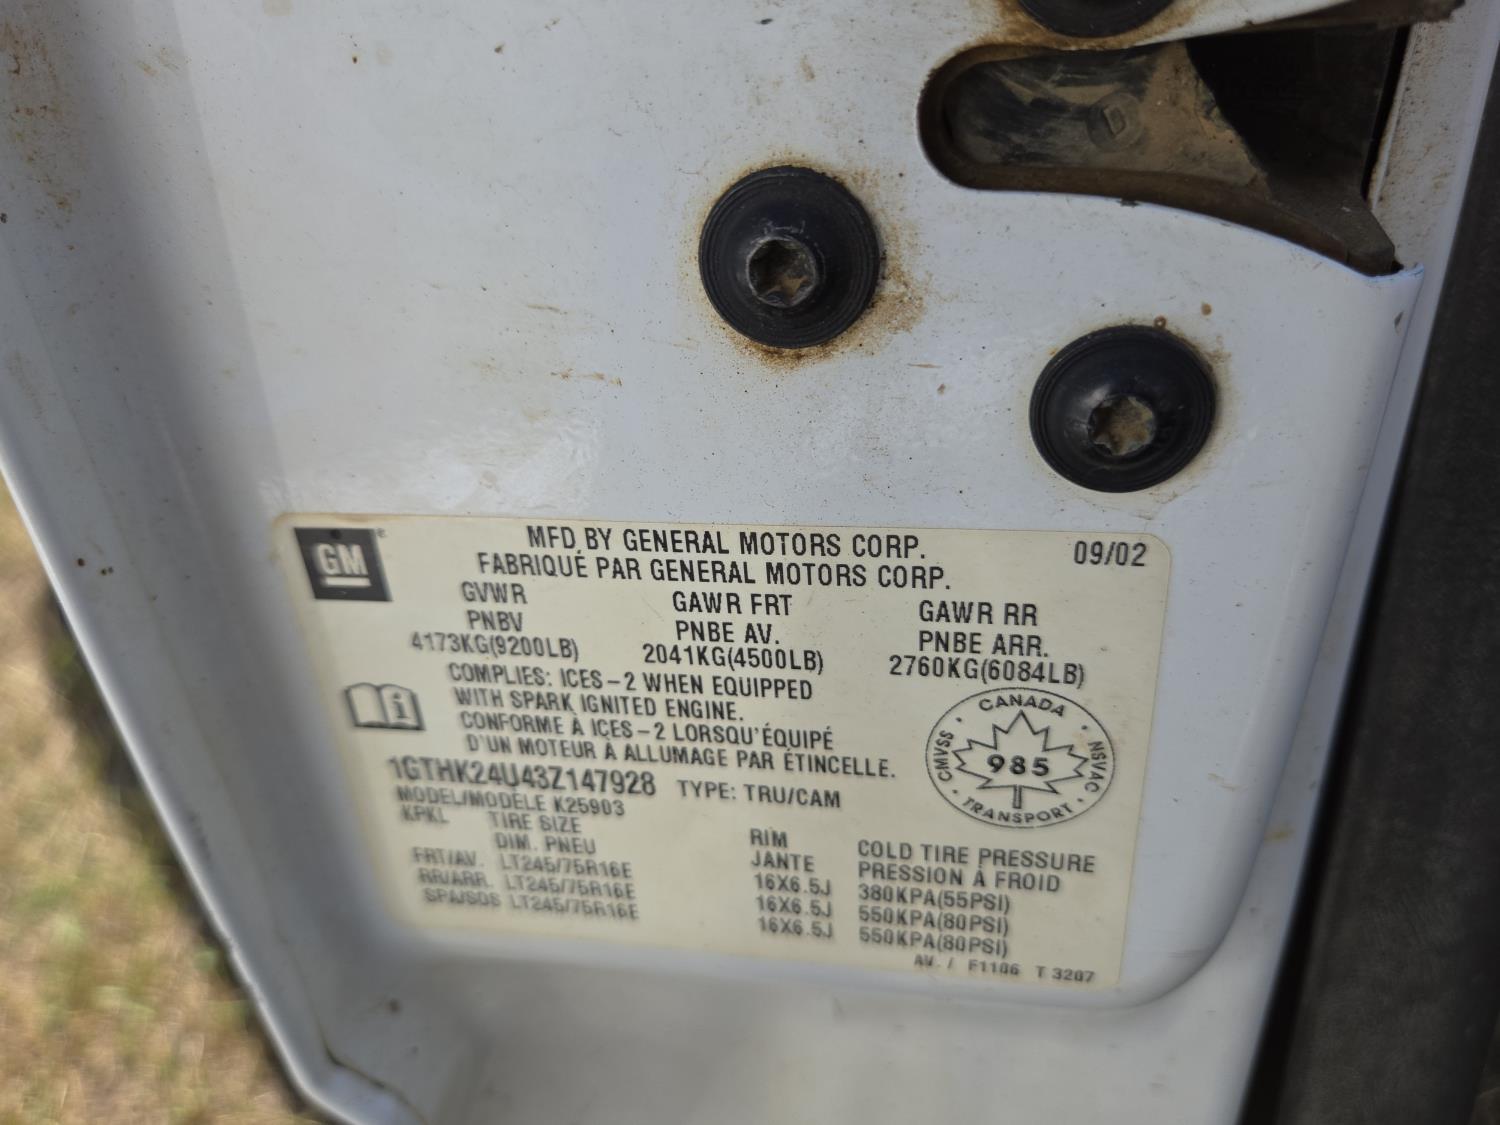 GM
MFD BY GENERAL MOTORS CORP. 09/02
FABRIQUÉ PAR GENERAL MOTORS CORP.
GVWR GAWR FRT GAWR RR
PNBV PNBE AV. PNBE ARR.
4173KG(9200LB) 2041KG(4500LB) 2760KG(6084LB)
COMPLIES: ICES-2 WHEN EQUIPPED
WITH SPARK IGNITED ENGINE.
CONFORME À ICES-2 LORSQU'ÉQUIPÉ
D'UN MOTEUR À ALLUMAGE PAR ÉTINCELLE.
CANADA
CMVSS 985 NSVAC
TRANSPORT
1GTHK24U43Z147928 TYPE: TRU/CAM
MODEL/MODÈLE K25903
KPKL TIRE SIZE RIM COLD TIRE PRESSURE
DIM. PNEU JANTE PRESSION À FROID
FRT/AV. LT245/75R16E 16X6.5J 380KPA(55PSI)
RR/ARR. LT245/75R16E 16X6.5J 550KPA(80PSI)
SPA/SDS LT245/75R16E 16X6.5J 550KPA(80PSI)
AV. / F1106 T 3207
D